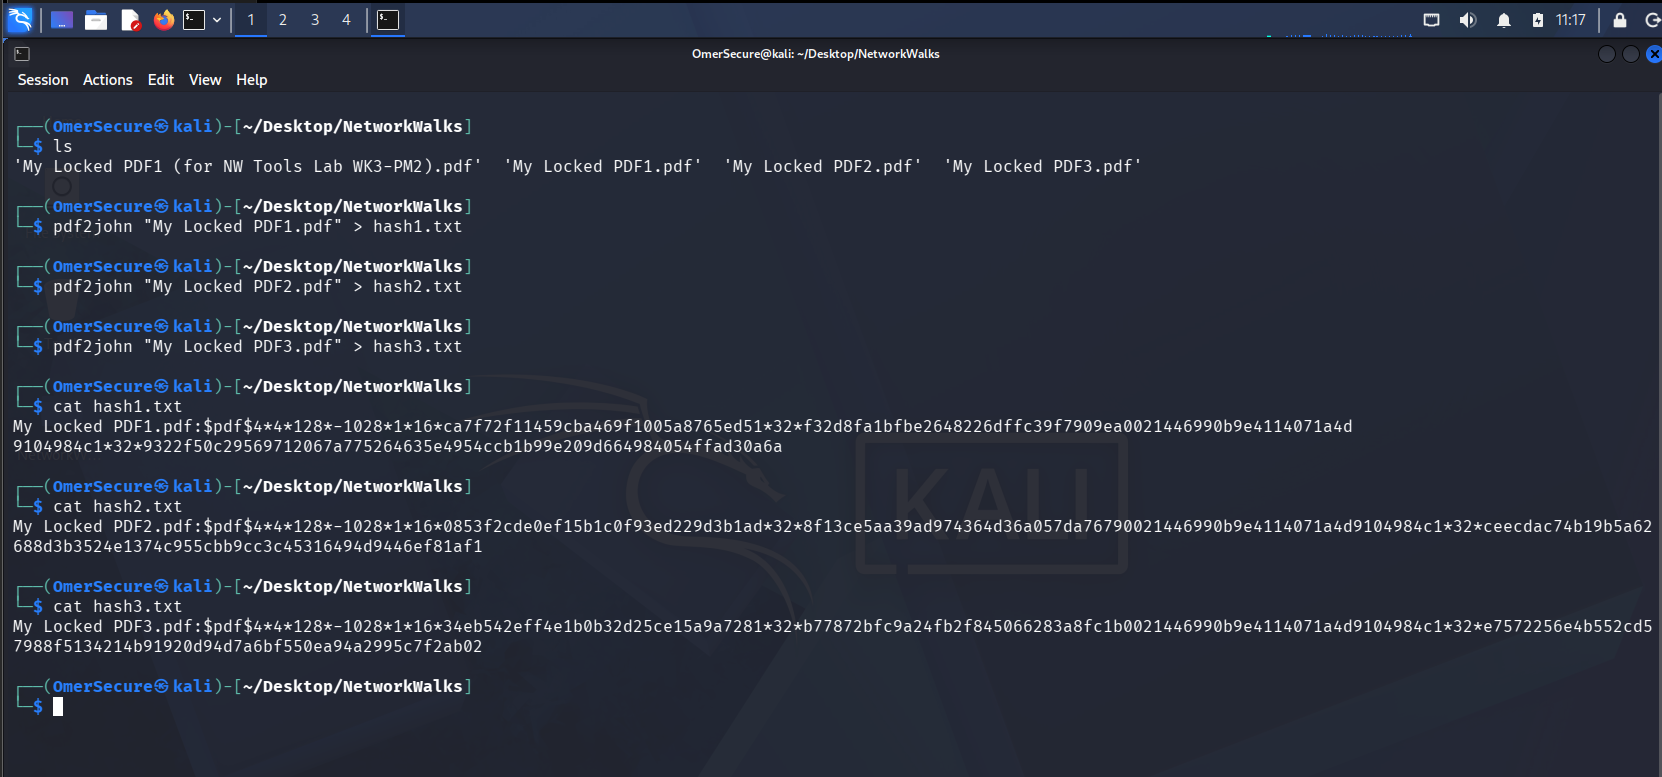 1 2 3 4 11:17
OmerSecure@kali: ~/Desktop/NetworkWalks
Session Actions Edit View Help
┌──(OmerSecure㉿kali)-[~/Desktop/NetworkWalks]
└─$ ls
'My Locked PDF1 (for NW Tools Lab WK3-PM2).pdf' 'My Locked PDF1.pdf' 'My Locked PDF2.pdf' 'My Locked PDF3.pdf'
┌──(OmerSecure㉿kali)-[~/Desktop/NetworkWalks]
└─$ pdf2john "My Locked PDF1.pdf" > hash1.txt
┌──(OmerSecure㉿kali)-[~/Desktop/NetworkWalks]
└─$ pdf2john "My Locked PDF2.pdf" > hash2.txt
┌──(OmerSecure㉿kali)-[~/Desktop/NetworkWalks]
└─$ pdf2john "My Locked PDF3.pdf" > hash3.txt
┌──(OmerSecure㉿kali)-[~/Desktop/NetworkWalks]
└─$ cat hash1.txt
My Locked PDF1.pdf:$pdf$4*4*128*-1028*1*16*ca7f72f11459cba469f1005a8765ed51*32*f32d8fa1bfbe2648226dffc39f7909ea0021446990b9e4114071a4d
9104984c1*32*9322f50c29569712067a775264635e4954ccb1b99e209d664984054ffad30a6a
┌──(OmerSecure㉿kali)-[~/Desktop/NetworkWalks]
└─$ cat hash2.txt
My Locked PDF2.pdf:$pdf$4*4*128*-1028*1*16*0853f2cde0ef15b1c0f93ed229d3b1ad*32*8f13ce5aa39ad974364d36a057da76790021446990b9e4114071a4d9104984c1*32*ceecdac74b19b5a62
688d3b3524e1374c955cbb9cc3c45316494d9446ef81af1
┌──(OmerSecure㉿kali)-[~/Desktop/NetworkWalks]
└─$ cat hash3.txt
My Locked PDF3.pdf:$pdf$4*4*128*-1028*1*16*34eb542eff4e1b0b32d25ce15a9a7281*32*b77872bfc9a24fb2f845066283a8fc1b0021446990b9e4114071a4d9104984c1*32*e7572256e4b552cd5
7988f5134214b91920d94d7a6bf550ea94a2995c7f2ab02
┌──(OmerSecure㉿kali)-[~/Desktop/NetworkWalks]
└─$
KALI